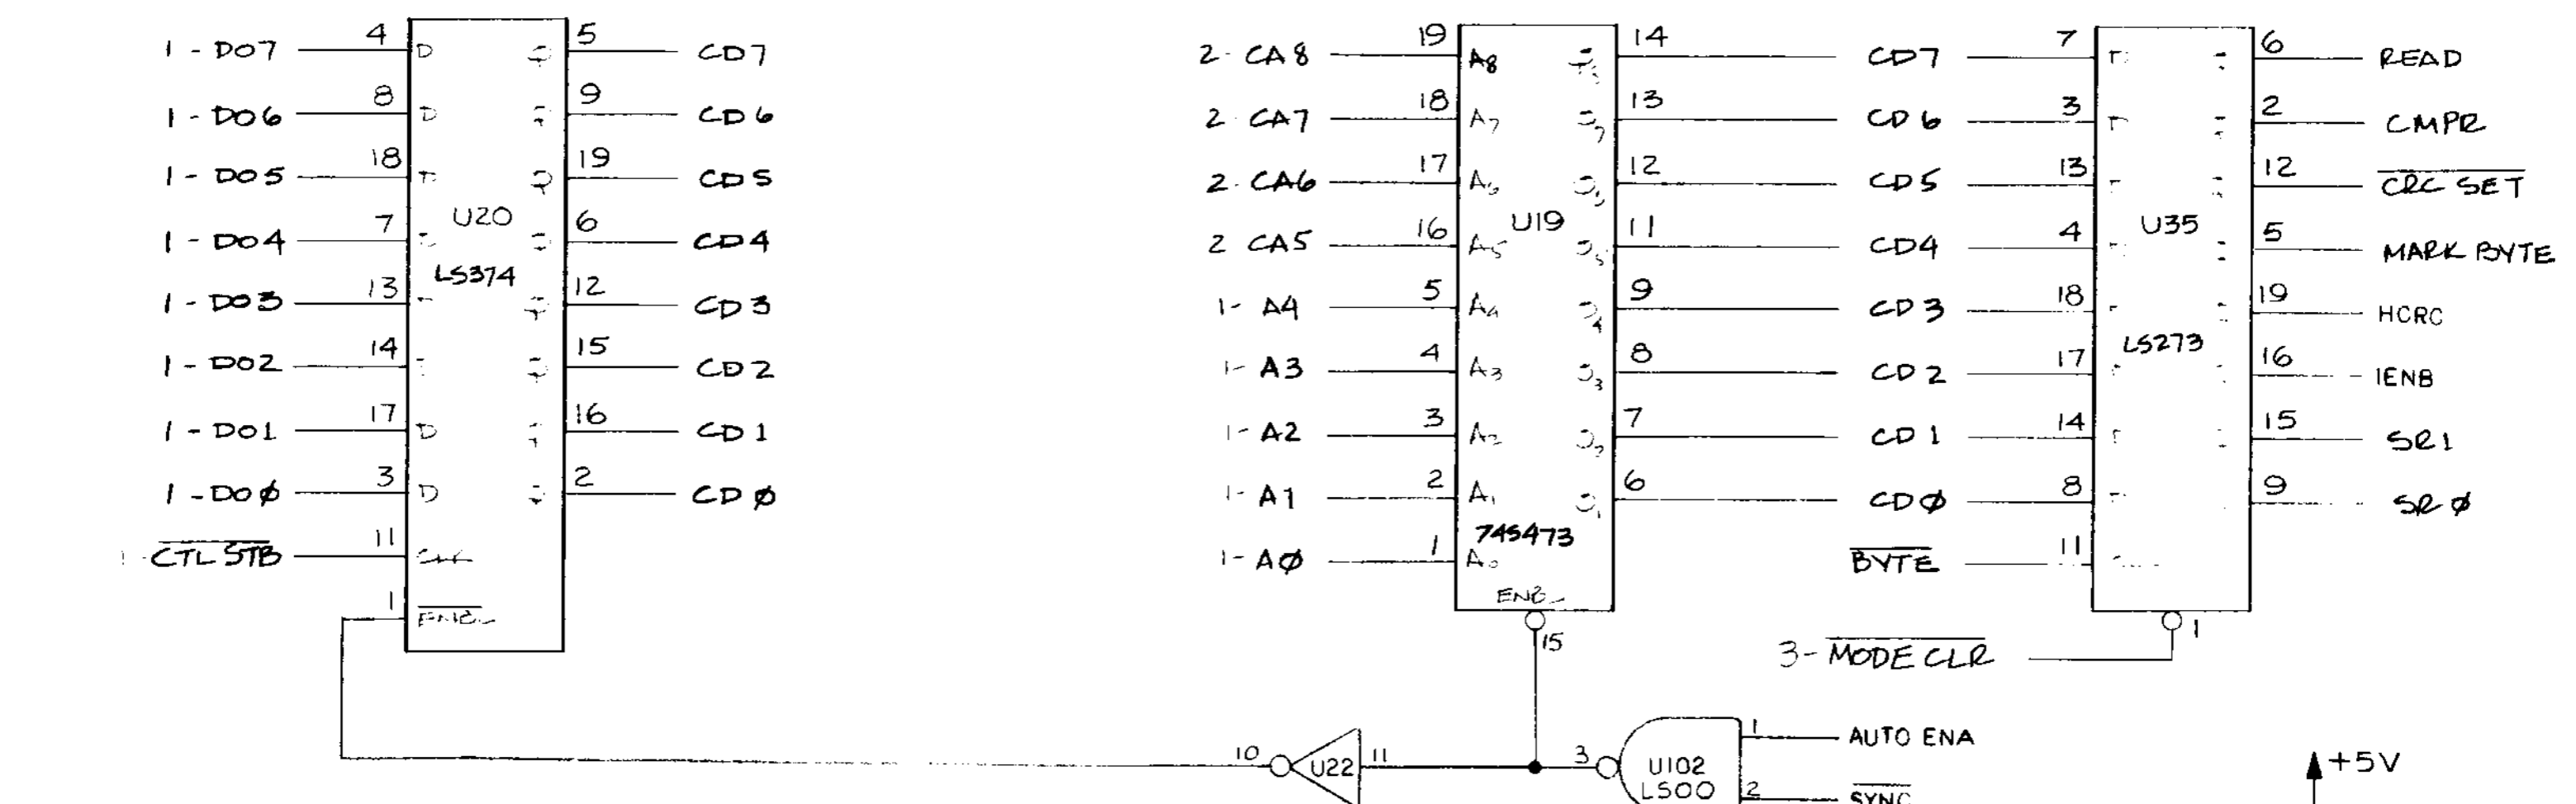 1 - DO7 4 D 5 CD7
1 - DO6 8 D 9 CD6
1 - DO5 18 19 CD5
1 - DO4 7 6 CD4
1 - DO3 13 12 CD3
1 - DO2 14 15 CD2
1 - DO1 17 D 16 CD1
1 - DOØ 3 D 2 CDØ
CTL STB 11
1
U20
LS374
2- CA8 19 A8 14 CD7 7 6 READ
2 CA7 18 A7 13 CD6 3 2 CMPR
2- CA6 17 A6 12 CD5 13 12 CRC SET
2 CA5 16 A5 11 CD4 4 5 MARK BYTE
1- A4 5 A4 9 CD3 18 19 HCRC
1- A3 4 A3 8 CD2 17 16 IENB
1- A2 3 A2 7 CD1 14 15 SR1
1- A1 2 A1 6 CDØ 8 9 SRØ
1- AØ 1 BYTE 11
U19
74S473
15
U35
LS273
3- MODE CLR 1
10 U22 11 3 U102 LS00 1 AUTO ENA
2 SYNC
+5V